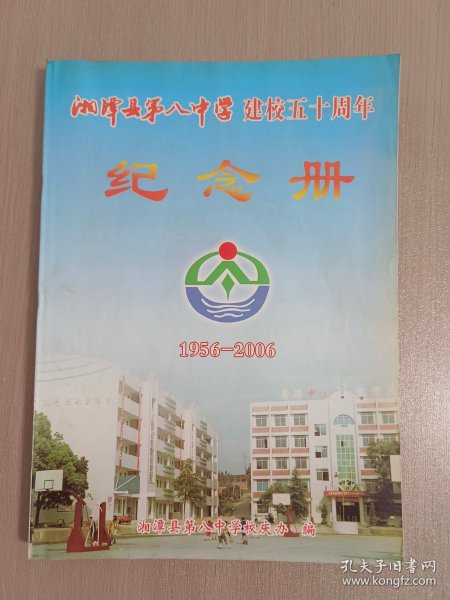 湘潭县第八中学 建校五十周年
纪念册
1956-2006
湘潭县第八中学校庆办 编
孔夫子旧书网
www.kongfz.com